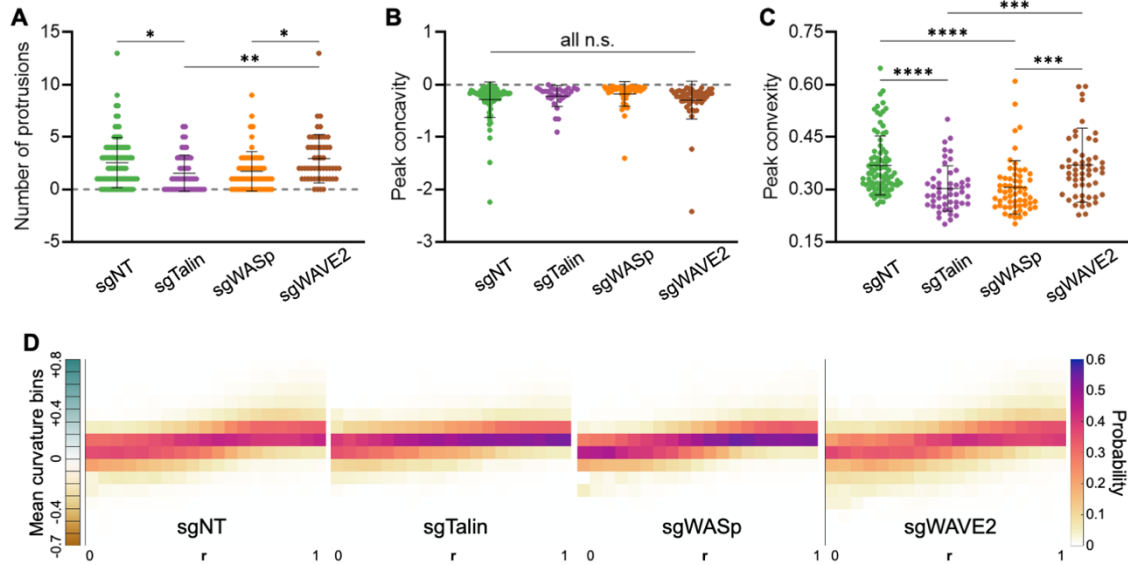 A
Number of protrusions
15
10
5
0
-5
*
*
**
sgNT
sgTalin
sgWASp
sgWAVE2
B
Peak concavity
1
0
-1
-2
-3
all n.s.
sgNT
sgTalin
sgWASp
sgWAVE2
C
Peak convexity
0.75
0.60
0.45
0.30
0.15
***
****
****
***
sgNT
sgTalin
sgWASp
sgWAVE2
D
Mean curvature bins
+0.8
+0.4
0
-0.4
-0.7
sgNT
sgTalin
sgWASp
sgWAVE2
0 r 1
0 r 1
0 r 1
0 r 1
0.6
0.5
0.4
0.3
0.2
0.1
0
Probability